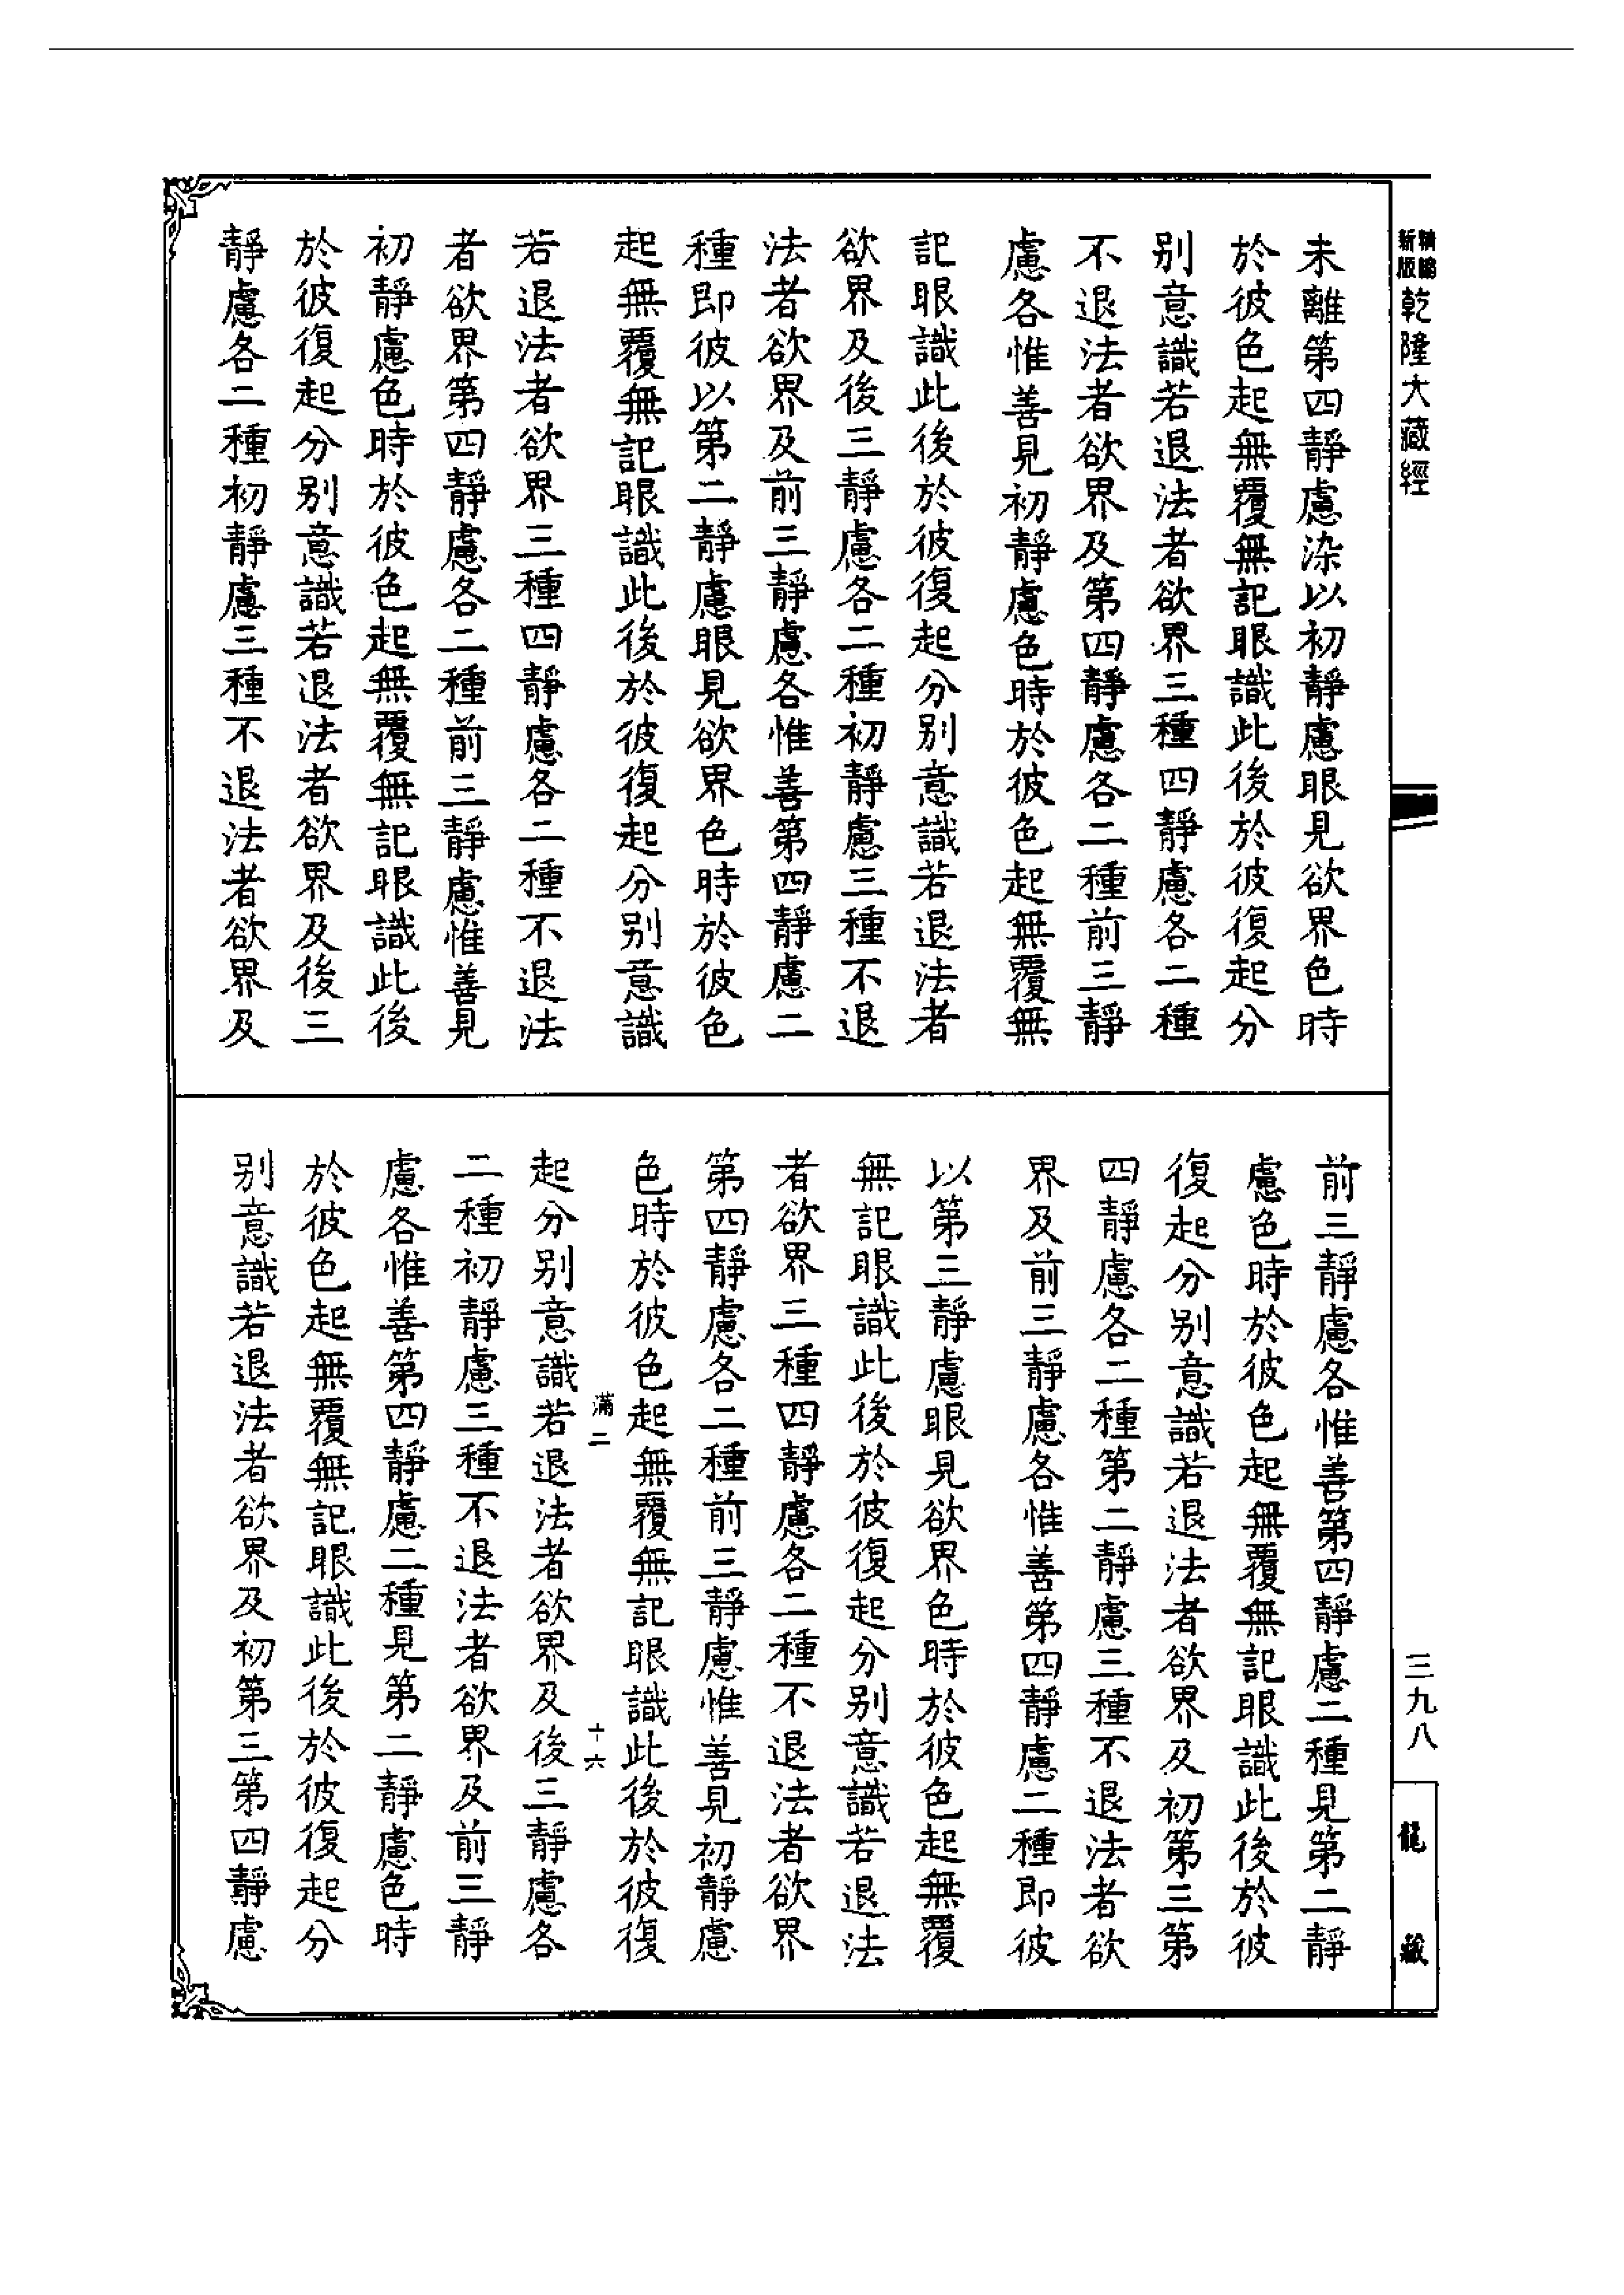 新版精編乾隆大藏經
未離第四靜慮染以初靜慮眼見欲界色時
於彼色起無覆無記眼識此後於彼復起分
別意識若退法者欲界三種四靜慮各二種
不退法者欲界及第四靜慮各二種前三靜
慮各惟善見初靜慮色時於彼色起無覆無
記眼識此後於彼復起分別意識若退法者
欲界及後三靜慮各二種初靜慮三種不退
法者欲界及前三靜慮各惟善第四靜慮二
種即彼以第二靜慮眼見欲界色時於彼色
起無覆無記眼識此後於彼復起分別意識
若退法者欲界三種四靜慮各二種不退法
者欲界第四靜慮各二種前三靜慮惟善見
初靜慮色時於彼色起無覆無記眼識此後
於彼復起分別意識若退法者欲界及後三
靜慮各二種初靜慮三種不退法者欲界及
前三靜慮各惟善第四靜慮二種見第二靜
慮色時於彼色起無覆無記眼識此後於彼
復起分別意識若退法者欲界及初第三第
四靜慮各二種第二靜慮三種不退法者欲
界及前三靜慮各惟善第四靜慮二種即彼
以第三靜慮眼見欲界色時於彼色起無覆
無記眼識此後於彼復起分別意識若退法
者欲界三種四靜慮各二種不退法者欲界
第四靜慮各二種前三靜慮惟善見初靜慮
色時於彼色起無覆無記眼識此後於彼復
滿二 十六
起分別意識若退法者欲界及後三靜慮各
二種初靜慮三種不退法者欲界及前三靜
慮各惟善第四靜慮二種見第二靜慮色時
於彼色起無覆無記眼識此後於彼復起分
別意識若退法者欲界及初第三第四靜慮
三九八
龍藏